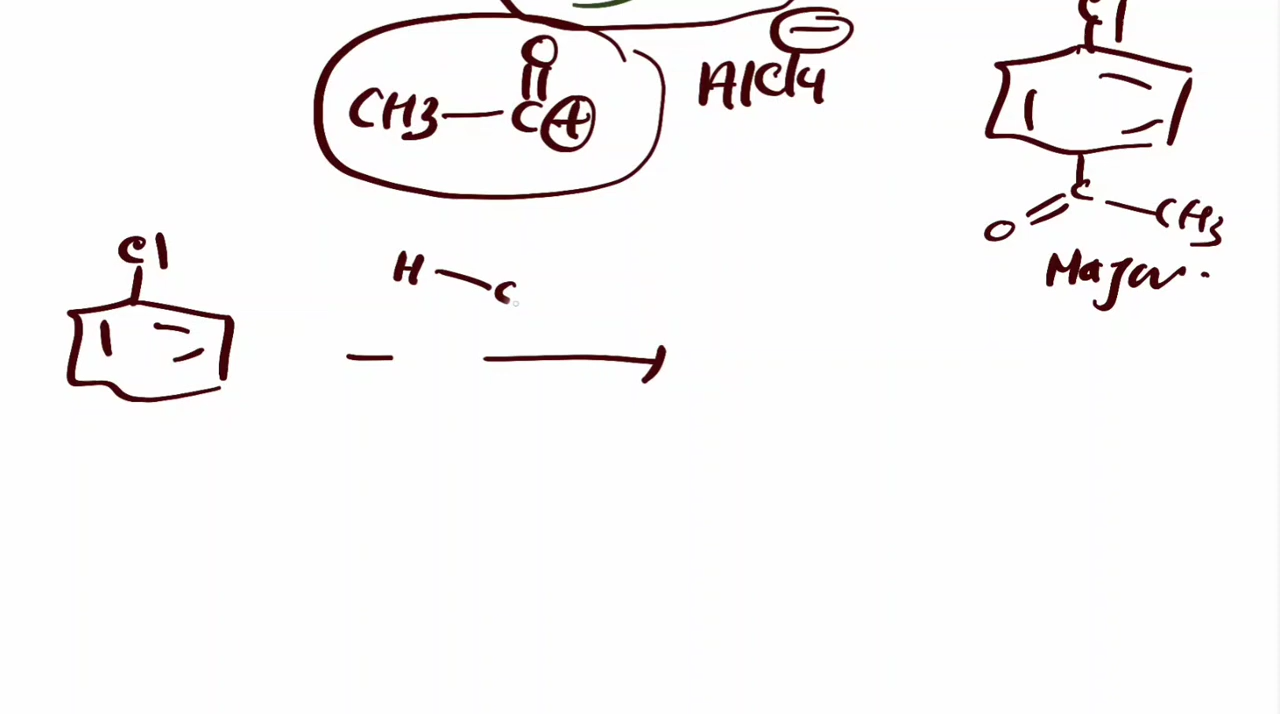 O
CH3—C+
AlCl4 −
Cl
C
O CH3
Major.
Cl
H—C